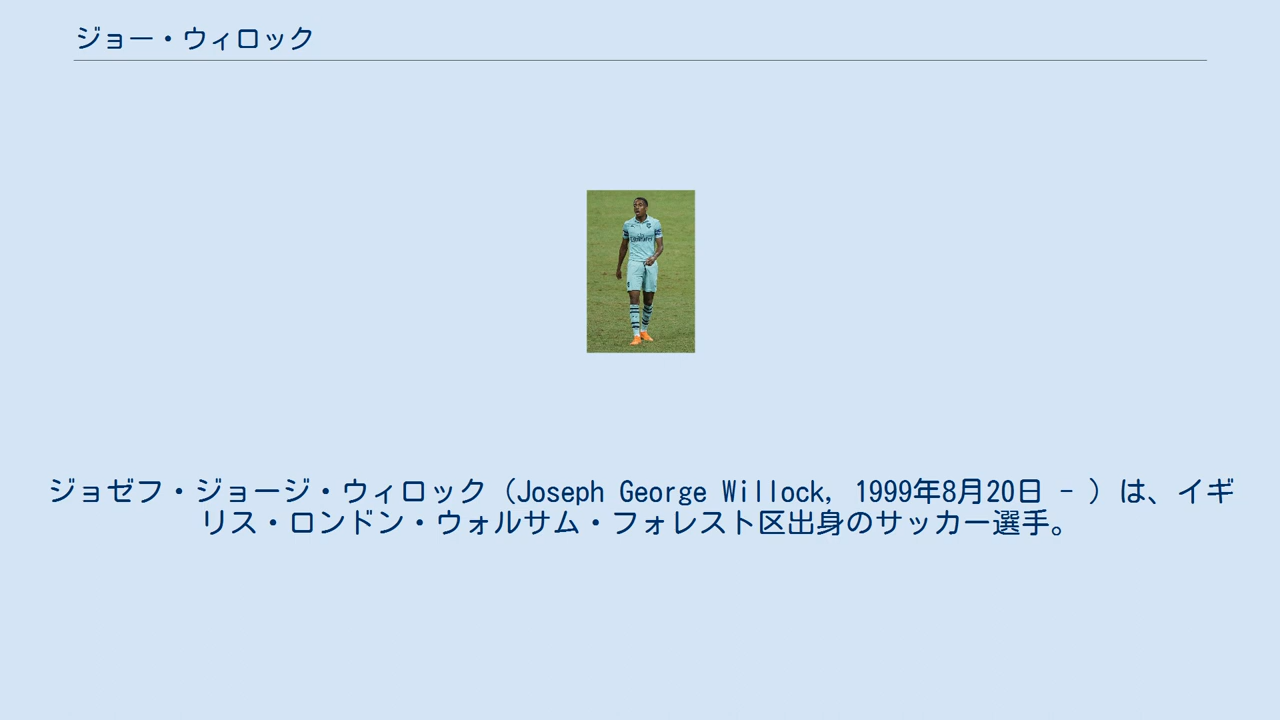 ジョー・ウィロック
ジョゼフ・ジョージ・ウィロック（Joseph George Willock, 1999年8月20日 - ）は、イギ
リス・ロンドン・ウォルサム・フォレスト区出身のサッカー選手。